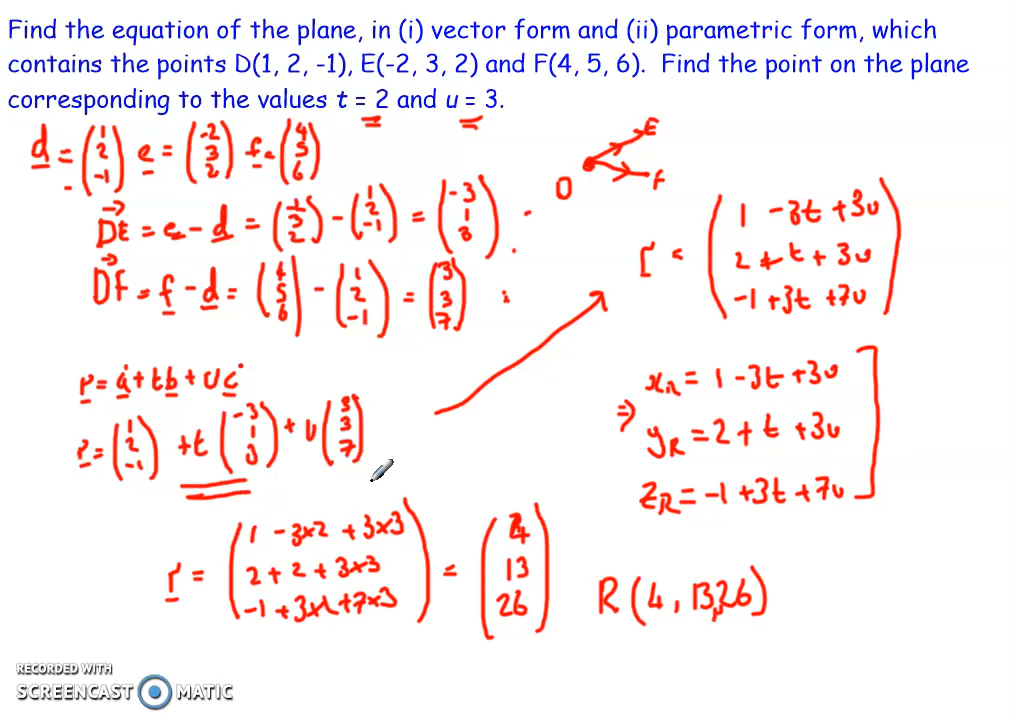 Find the equation of the plane, in (i) vector form and (ii) parametric form, which
contains the points D(1, 2, -1), E(-2, 3, 2) and F(4, 5, 6). Find the point on the plane
corresponding to the values t = 2 and u = 3.
d = (1 2 -1) e = (-2 3 2) f = (4 5 6)
E
D
F
DE = e - d = (-2 3 2) - (1 2 -1) = (-3 1 3)
DF = f - d = (4 5 6) - (1 2 -1) = (3 3 7)
r = (1 - 3t + 3u
2 + t + 3u
-1 + 3t + 7u)
r = a + tb + uc
r = (1 2 -1) + t (-3 1 3) + u (3 3 7)
⇒ x_R = 1 - 3t + 3u
y_R = 2 + t + 3u
z_R = -1 + 3t + 7u
r = (1 - 3×2 + 3×3
2 + 2 + 3×3
-1 + 3×2 + 7×3) = (4 13 26)
R (4, 13, 26)
RECORDED WITH
SCREENCAST MATIC